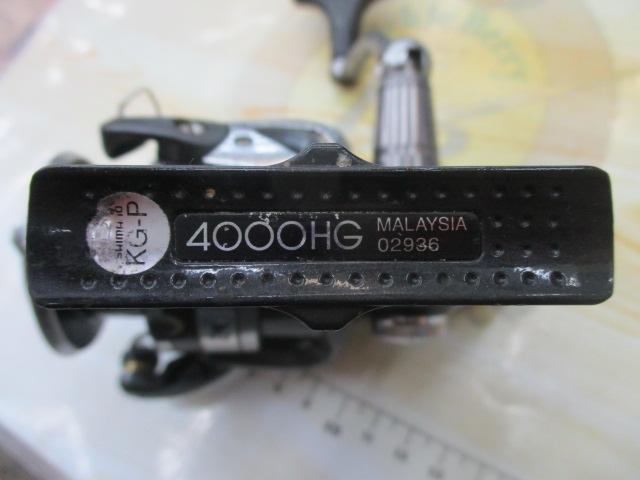 SHIMANO
KG-P
4000HG
MALAYSIA
02936